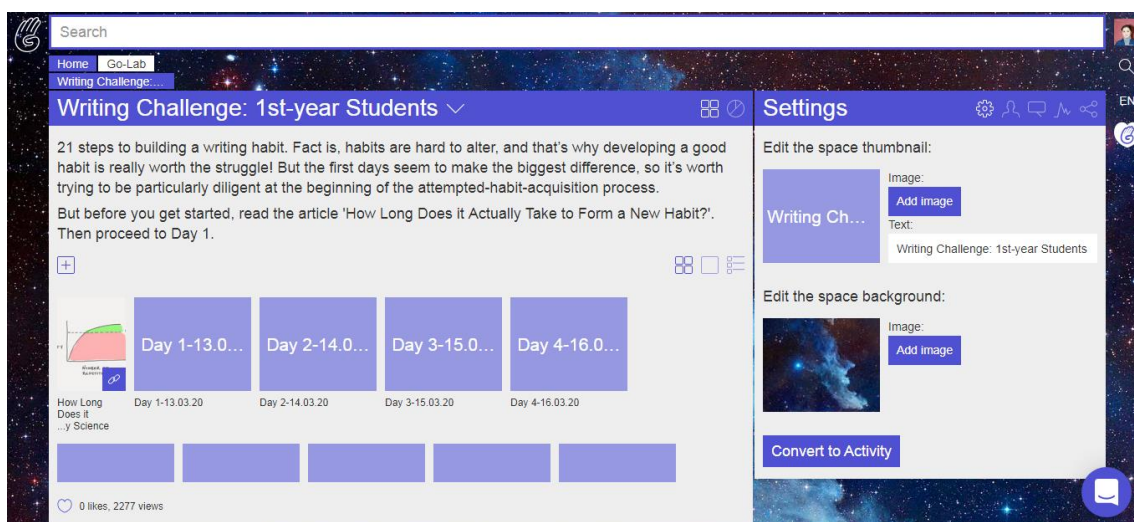 Search
Home
Go-Lab
Writing Challenge:...
Writing Challenge: 1st-year Students
21 steps to building a writing habit. Fact is, habits are hard to alter, and that's why developing a good
habit is really worth the struggle! But the first days seem to make the biggest difference, so it's worth
trying to be particularly diligent at the beginning of the attempted-habit-acquisition process.
But before you get started, read the article 'How Long Does it Actually Take to Form a New Habit?'.
Then proceed to Day 1.
Day 1-13.0...
Day 2-14.0...
Day 3-15.0...
Day 4-16.0...
How Long
Does it
...y Science
Day 1-13.03.20
Day 2-14.03.20
Day 3-15.03.20
Day 4-16.03.20
0 likes, 2277 views
Settings
Edit the space thumbnail:
Writing Ch...
Image:
Add image
Text:
Writing Challenge: 1st-year Students
Edit the space background:
Image:
Add image
Convert to Activity
EN